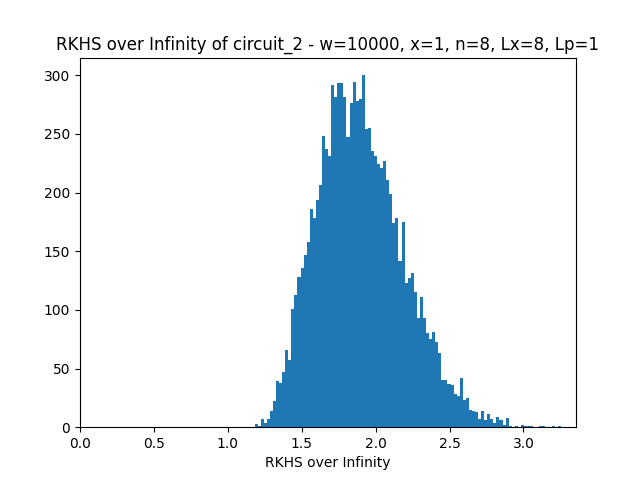 RKHS over Infinity of circuit_2 - w=10000, x=1, n=8, Lx=8, Lp=1
300
250
200
150
100
50
0
0.0 0.5 1.0 1.5 2.0 2.5 3.0
RKHS over Infinity